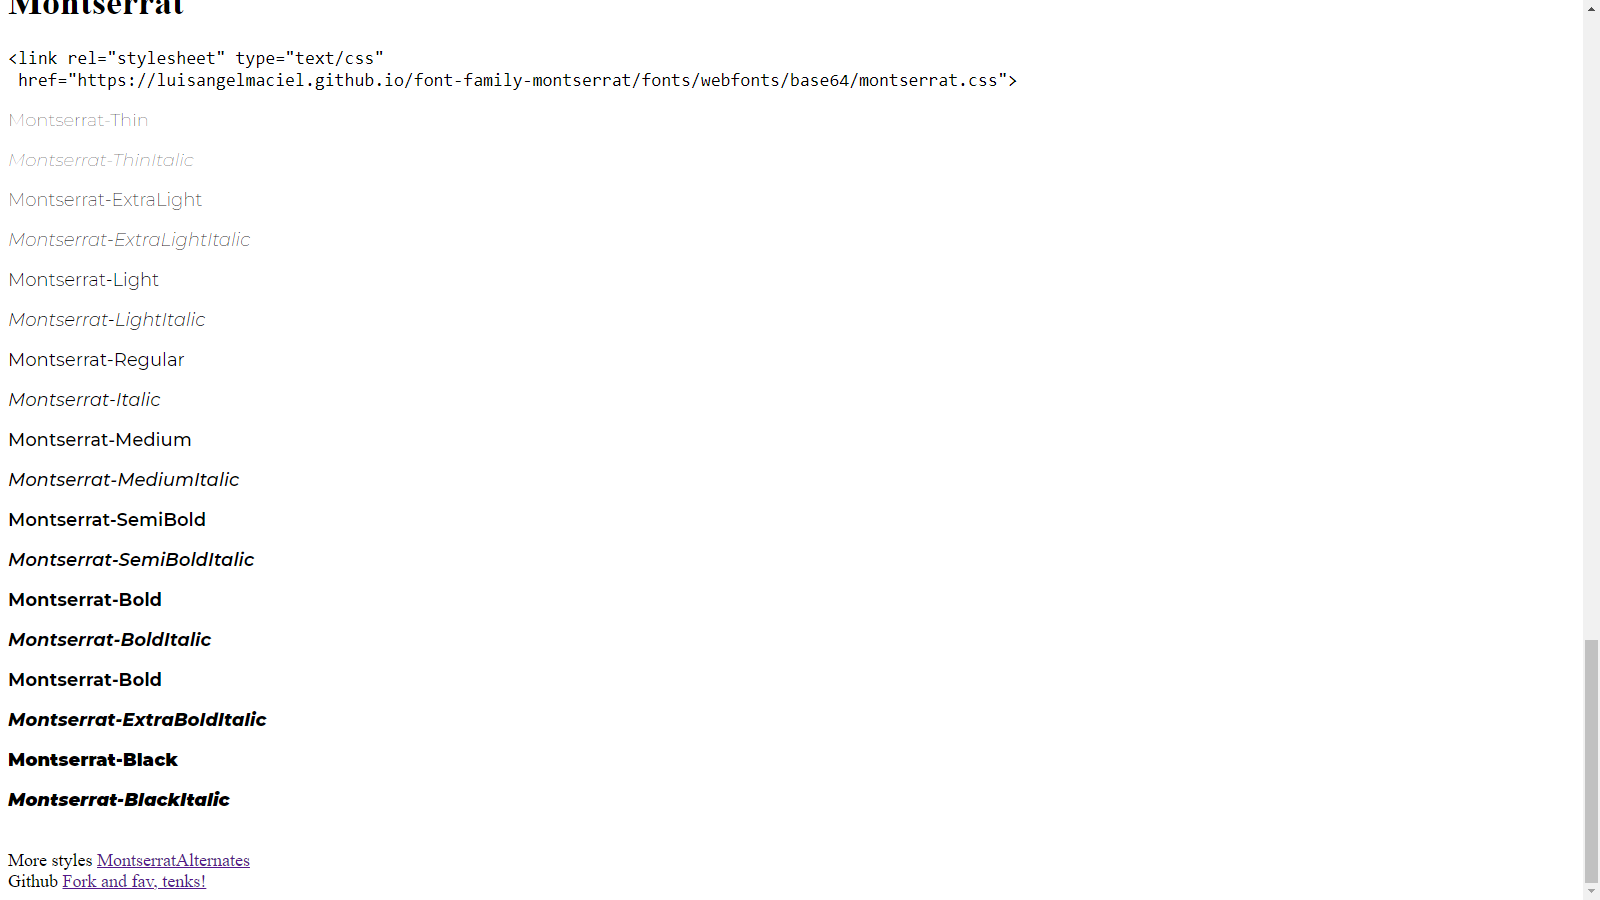 Montserrat
<link rel="stylesheet" type="text/css"
href="https://luisangelmaciel.github.io/font-family-montserrat/fonts/webfonts/base64/montserrat.css">
Montserrat-Thin
Montserrat-ThinItalic
Montserrat-ExtraLight
Montserrat-ExtraLightItalic
Montserrat-Light
Montserrat-LightItalic
Montserrat-Regular
Montserrat-Italic
Montserrat-Medium
Montserrat-MediumItalic
Montserrat-SemiBold
Montserrat-SemiBoldItalic
Montserrat-Bold
Montserrat-BoldItalic
Montserrat-Bold
Montserrat-ExtraBoldItalic
Montserrat-Black
Montserrat-BlackItalic
More styles MontserratAlternates
Github Fork and fav, tenks!